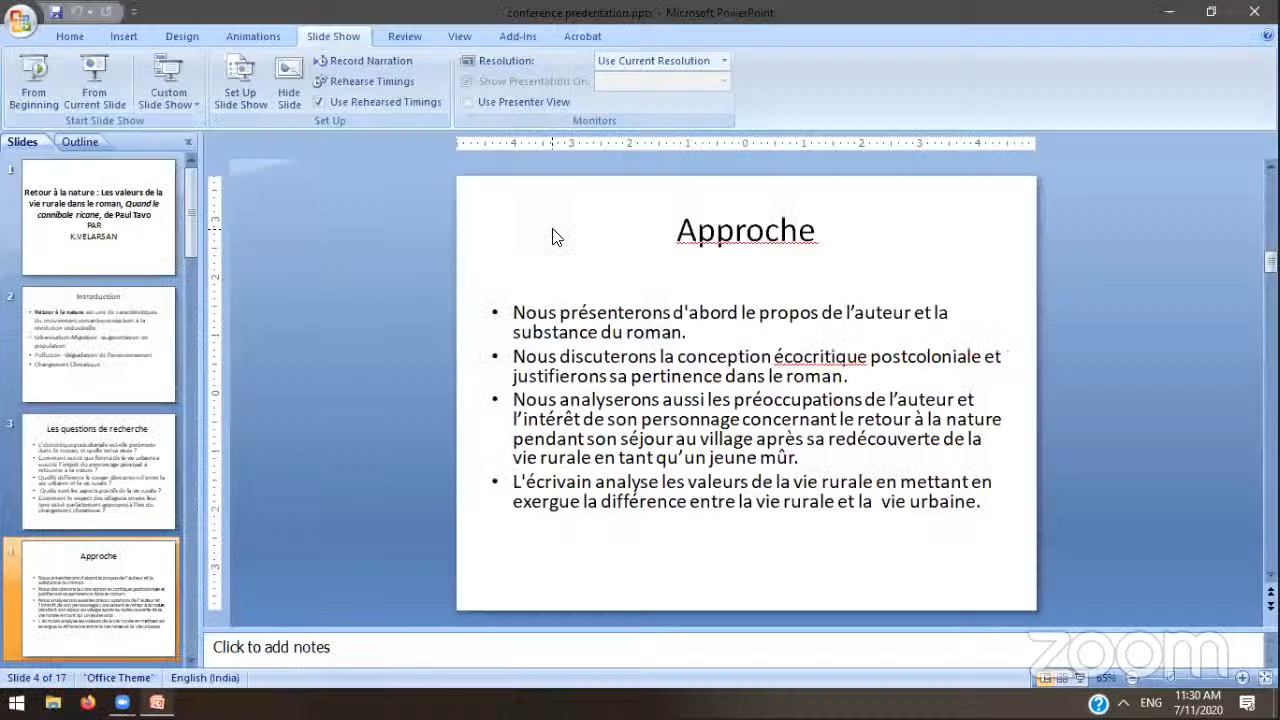 conference presentation.pptx - Microsoft PowerPoint
Home Insert Design Animations Slide Show Review View Add-Ins Acrobat
From Beginning
From Current Slide
Custom Slide Show
Set Up Slide Show
Hide Slide
Record Narration
Rehearse Timings
Use Rehearsed Timings
Resolution: Use Current Resolution
Show Presentation On:
Use Presenter View
Start Slide Show Set Up Monitors
Slides Outline
1
Retour à la nature : Les valeurs de la
vie rurale dans le roman, Quand le
cannibale ricane, de Paul Tavo
PAR
K.VELARSAN
2
Introduction
3
Les questions de recherche
Approche
Approche
• Nous présenterons d'abord le propos de l’auteur et la
substance du roman.
• Nous discuterons la conception écocritique postcoloniale et
justifierons sa pertinence dans le roman.
• Nous analyserons aussi les préoccupations de l’auteur et
l’intérêt de son personnage concernant le retour à la nature
pendant son séjour au village après sa redécouverte de la
vie rurale en tant qu’un jeune mûr.
• L'écrivain analyse les valeurs de la vie rurale en mettant en
exergue la différence entre la vie rurale et la vie urbaine.
Click to add notes
zoom
Slide 4 of 17 "Office Theme" English (India) 65%
ENG 11:30 AM
7/11/2020